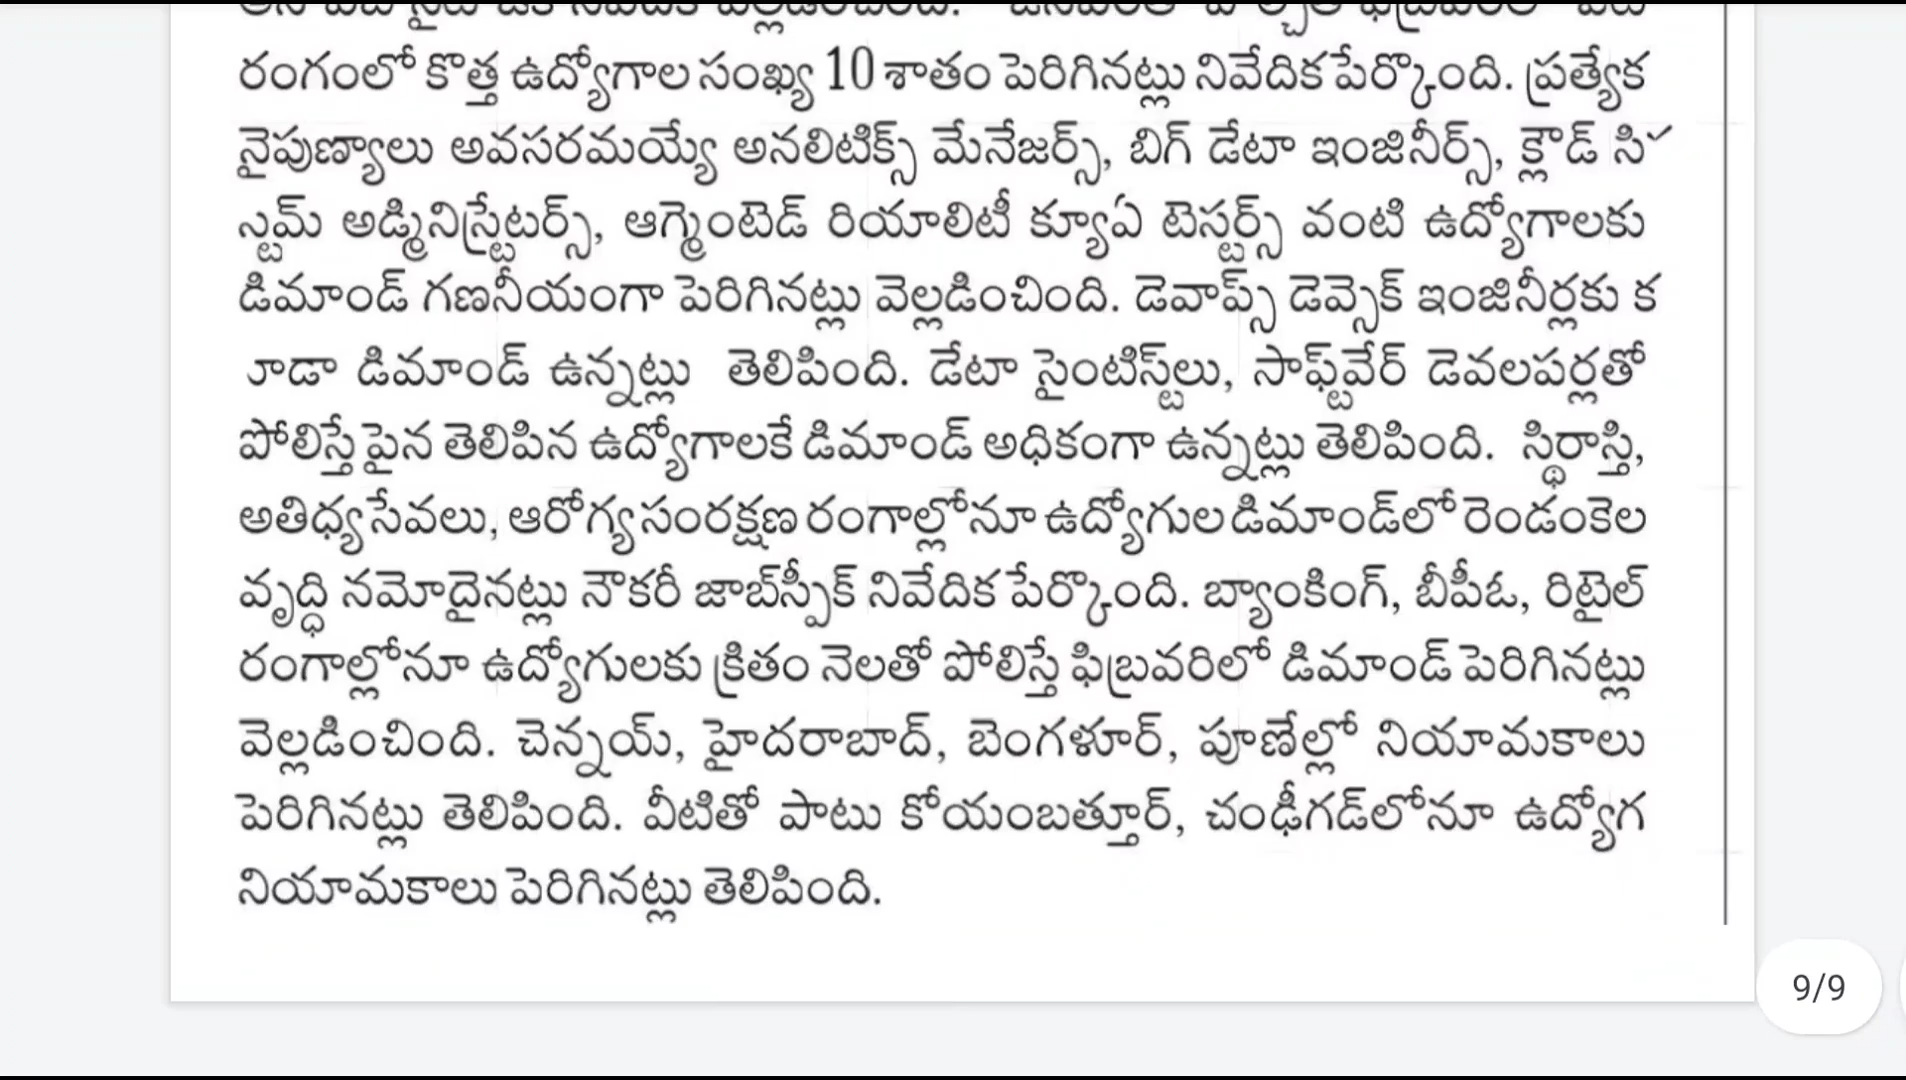 రంగంలో కొత్త ఉద్యోగాల సంఖ్య 10 శాతం పెరిగినట్లు నివేదిక పేర్కొంది. ప్రత్యేక
నైపుణ్యాలు అవసరమయ్యే అనలిటిక్స్ మేనేజర్స్, బిగ్ డేటా ఇంజినీర్స్, క్లౌడ్ సి
స్టమ్ అడ్మినిస్ట్రేటర్స్, ఆగ్మెంటెడ్ రియాలిటీ క్యూఏ టెస్టర్స్ వంటి ఉద్యోగాలకు
డిమాండ్ గణనీయంగా పెరిగినట్లు వెల్లడించింది. డెవాప్స్ డెవ్సెక్ ఇంజినీర్లకు క
ూడా డిమాండ్ ఉన్నట్లు తెలిపింది. డేటా సైంటిస్ట్‌లు, సాఫ్ట్‌వేర్ డెవలపర్లతో
పోలిస్తే పైన తెలిపిన ఉద్యోగాలకే డిమాండ్ అధికంగా ఉన్నట్లు తెలిపింది. స్థిరాస్తి,
అతిధ్య సేవలు, ఆరోగ్య సంరక్షణ రంగాల్లోనూ ఉద్యోగుల డిమాండ్‌లో రెండంకెల
వృద్ధి నమోదైనట్లు నౌకరీ జాబ్‌స్పీక్ నివేదిక పేర్కొంది. బ్యాంకింగ్, బీపీఓ, రిటైల్
రంగాల్లోనూ ఉద్యోగులకు క్రితం నెలతో పోలిస్తే ఫిబ్రవరిలో డిమాండ్ పెరిగినట్లు
వెల్లడించింది. చెన్నయ్, హైదరాబాద్, బెంగళూర్, పూణేల్లో నియామకాలు
పెరిగినట్లు తెలిపింది. వీటితో పాటు కోయంబత్తూర్, చండీగడ్‌లోనూ ఉద్యోగ
నియామకాలు పెరిగినట్లు తెలిపింది.
9/9